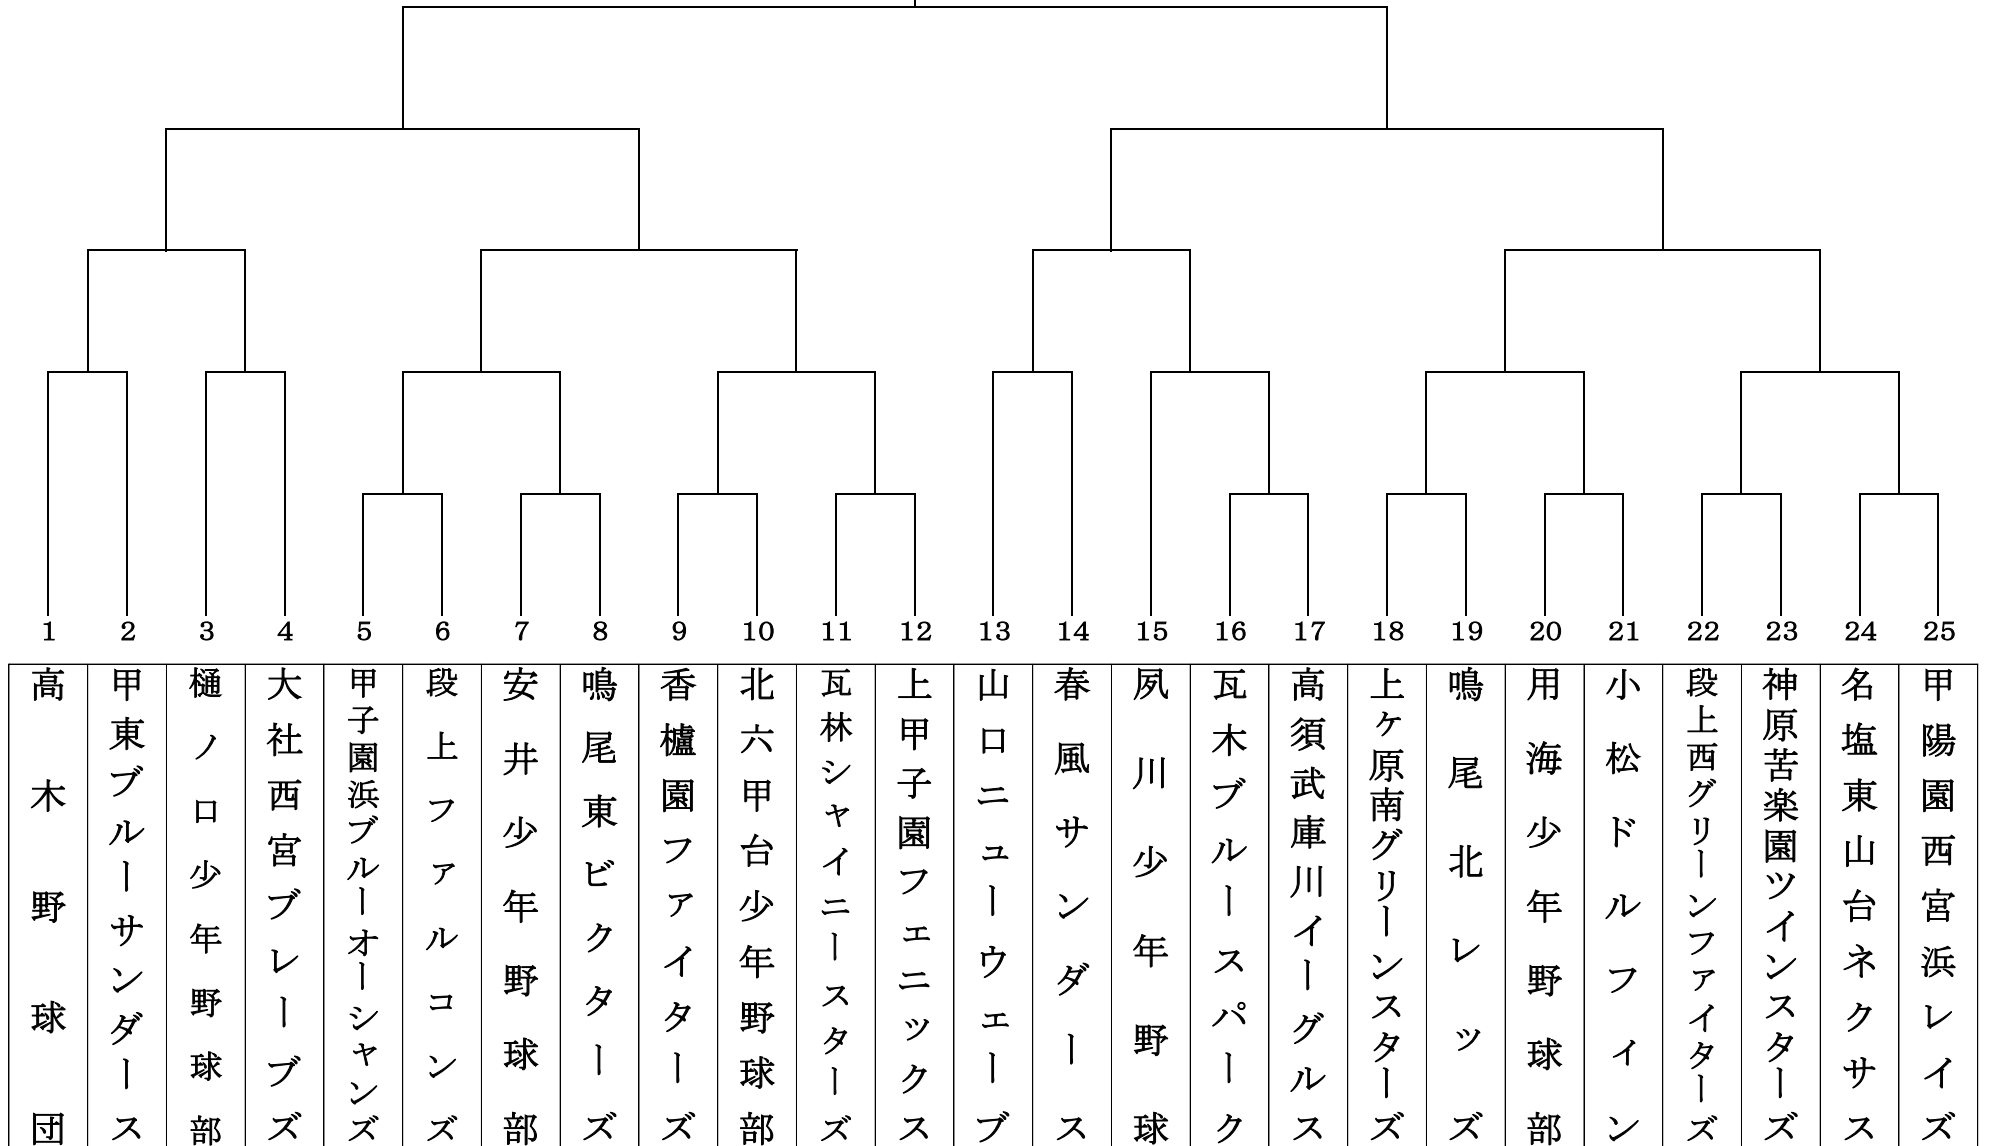 1 2 3 4 5 6 7 8 9 10 11 12 13 14 15 16 17 18 19 20 21 22 23 24 25
高木野球団
甲東ブルーサンダース
樋ノ口少年野球部
大社西宮ブレーブズ
甲子園浜ブルーオーシャンズ
段上ファルコンズ
安井少年野球部
鳴尾東ビクターズ
香櫨園ファイターズ
北六甲台少年野球部
瓦林シャイニースターズ
上甲子園フェニックス
山口ニューウェーブ
春風サンダース
夙川少年野球
瓦木ブルースパーク
高須武庫川イーグルス
上ヶ原南グリーンスターズ
鳴尾北レッズ
用海少年野球部
小松ドルフィン
段上西グリーンファイターズ
神原苦楽園ツインスターズ
名塩東山台ネクサス
甲陽園西宮浜レイズ